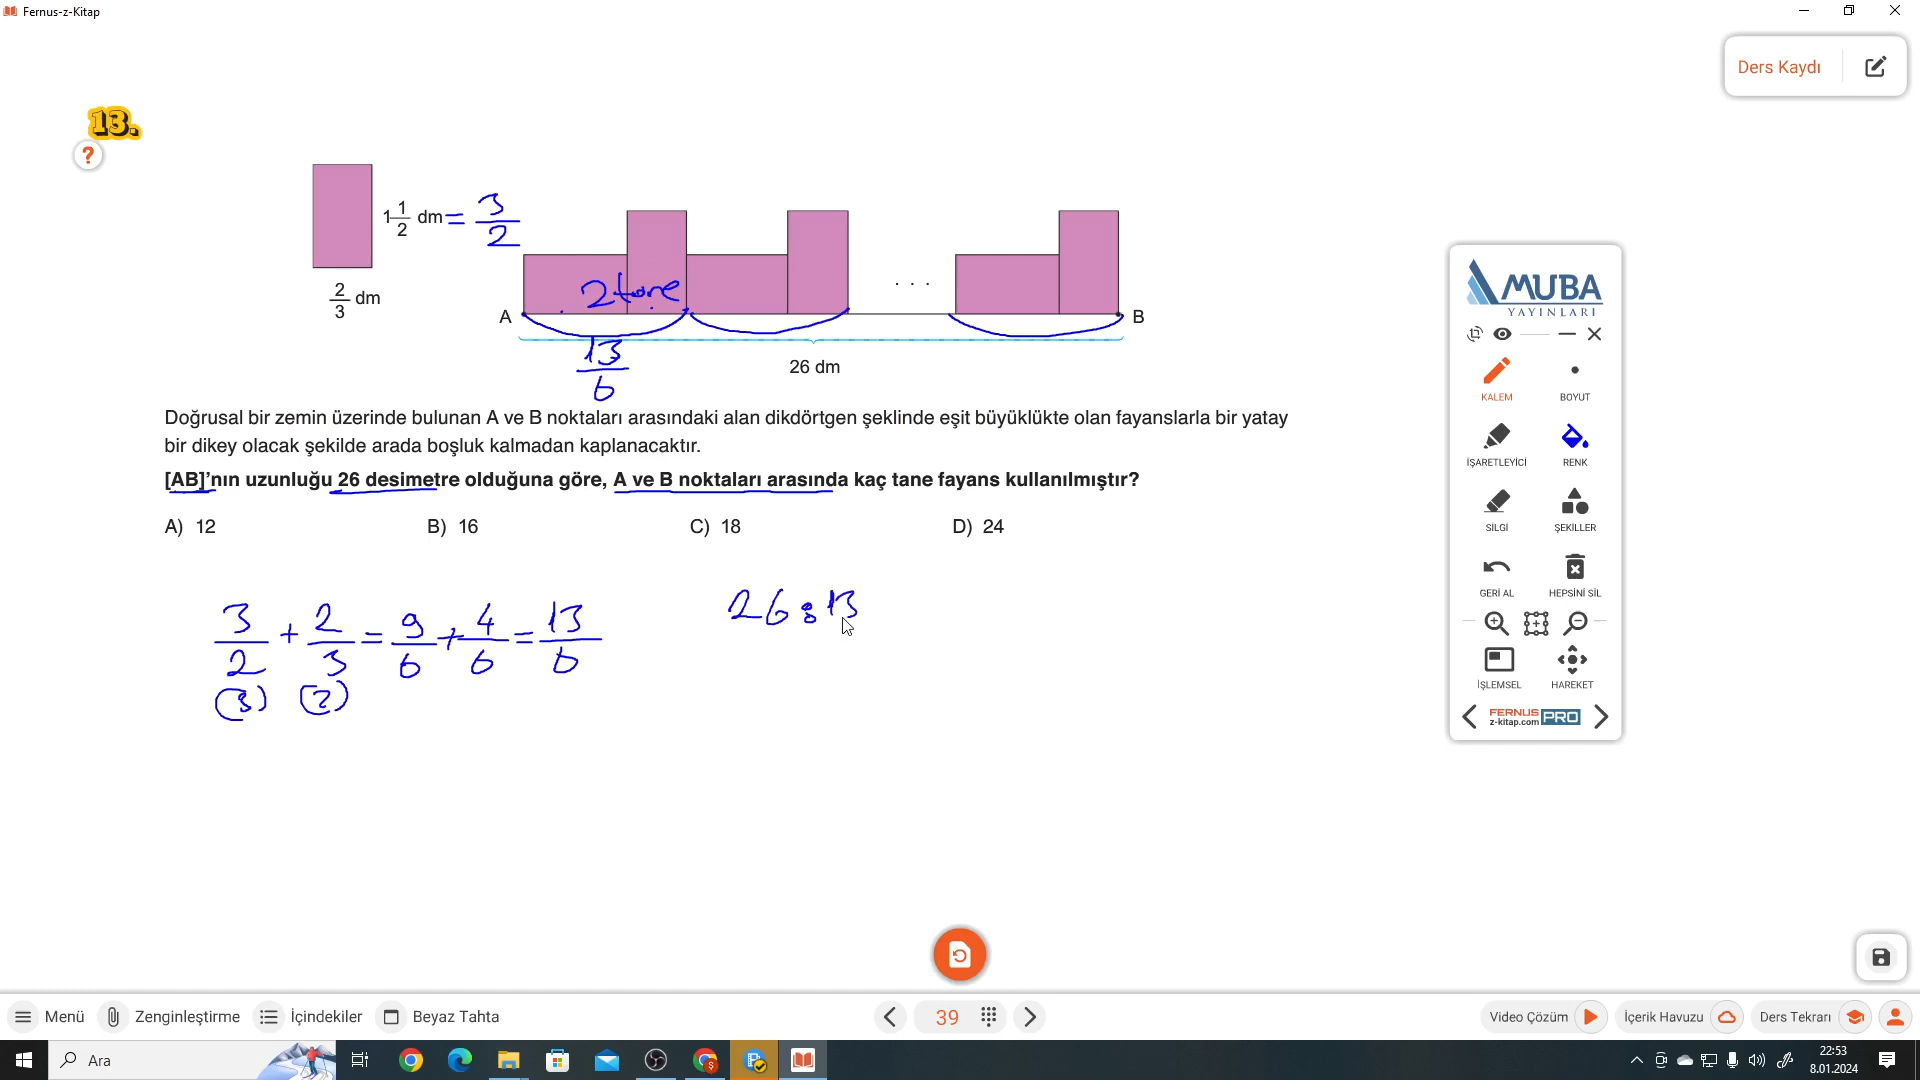 Fernus-z-Kitap
Ders Kaydı
13.
?
1 1/2 dm = 3/2
2/3 dm
2 tane
A
. . .
B
13/6
26 dm
Doğrusal bir zemin üzerinde bulunan A ve B noktaları arasındaki alan dikdörtgen şeklinde eşit büyüklükte olan fayanslarla bir yatay
bir dikey olacak şekilde arada boşluk kalmadan kaplanacaktır.
[AB]’nın uzunluğu 26 desimetre olduğuna göre, A ve B noktaları arasında kaç tane fayans kullanılmıştır?
A) 12 B) 16 C) 18 D) 24
3/2 + 2/3 = 9/6 + 4/6 = 13/6
(3) (2)
26 : 13
MUBA
YAYINLARI
KALEM BOYUT
İŞARETLEYİCİ RENK
SİLGİ ŞEKİLLER
GERİ AL HEPSİNİ SİL
İŞLEMSEL HAREKET
FERNUS
z-kitap.com PRO
Menü Zenginleştirme İçindekiler Beyaz Tahta 39 Video Çözüm İçerik Havuzu Ders Tekrarı
Ara
22:53
8.01.2024